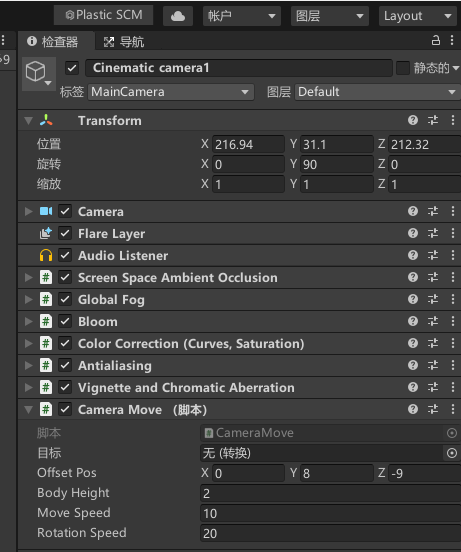 Plastic SCM 帐户 图层 Layout
9 检查器 导航
Cinematic camera1 静态的
标签 MainCamera 图层 Default
Transform
位置 X 216.94 Y 31.1 Z 212.32
旋转 X 0 Y 90 Z 0
缩放 X 1 Y 1 Z 1
Camera
Flare Layer
Audio Listener
# Screen Space Ambient Occlusion
# Global Fog
# Bloom
# Color Correction (Curves, Saturation)
# Antialiasing
# Vignette and Chromatic Aberration
# Camera Move （脚本）
脚本 # CameraMove
目标 无 (转换)
Offset Pos X 0 Y 8 Z -9
Body Height 2
Move Speed 10
Rotation Speed 20